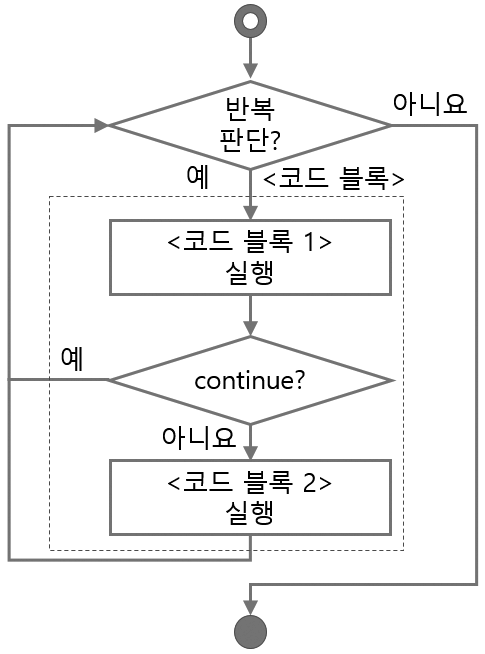 반복
판단?
아니요
예
<코드 블록>
<코드 블록 1>
실행
예
continue?
아니요
<코드 블록 2>
실행